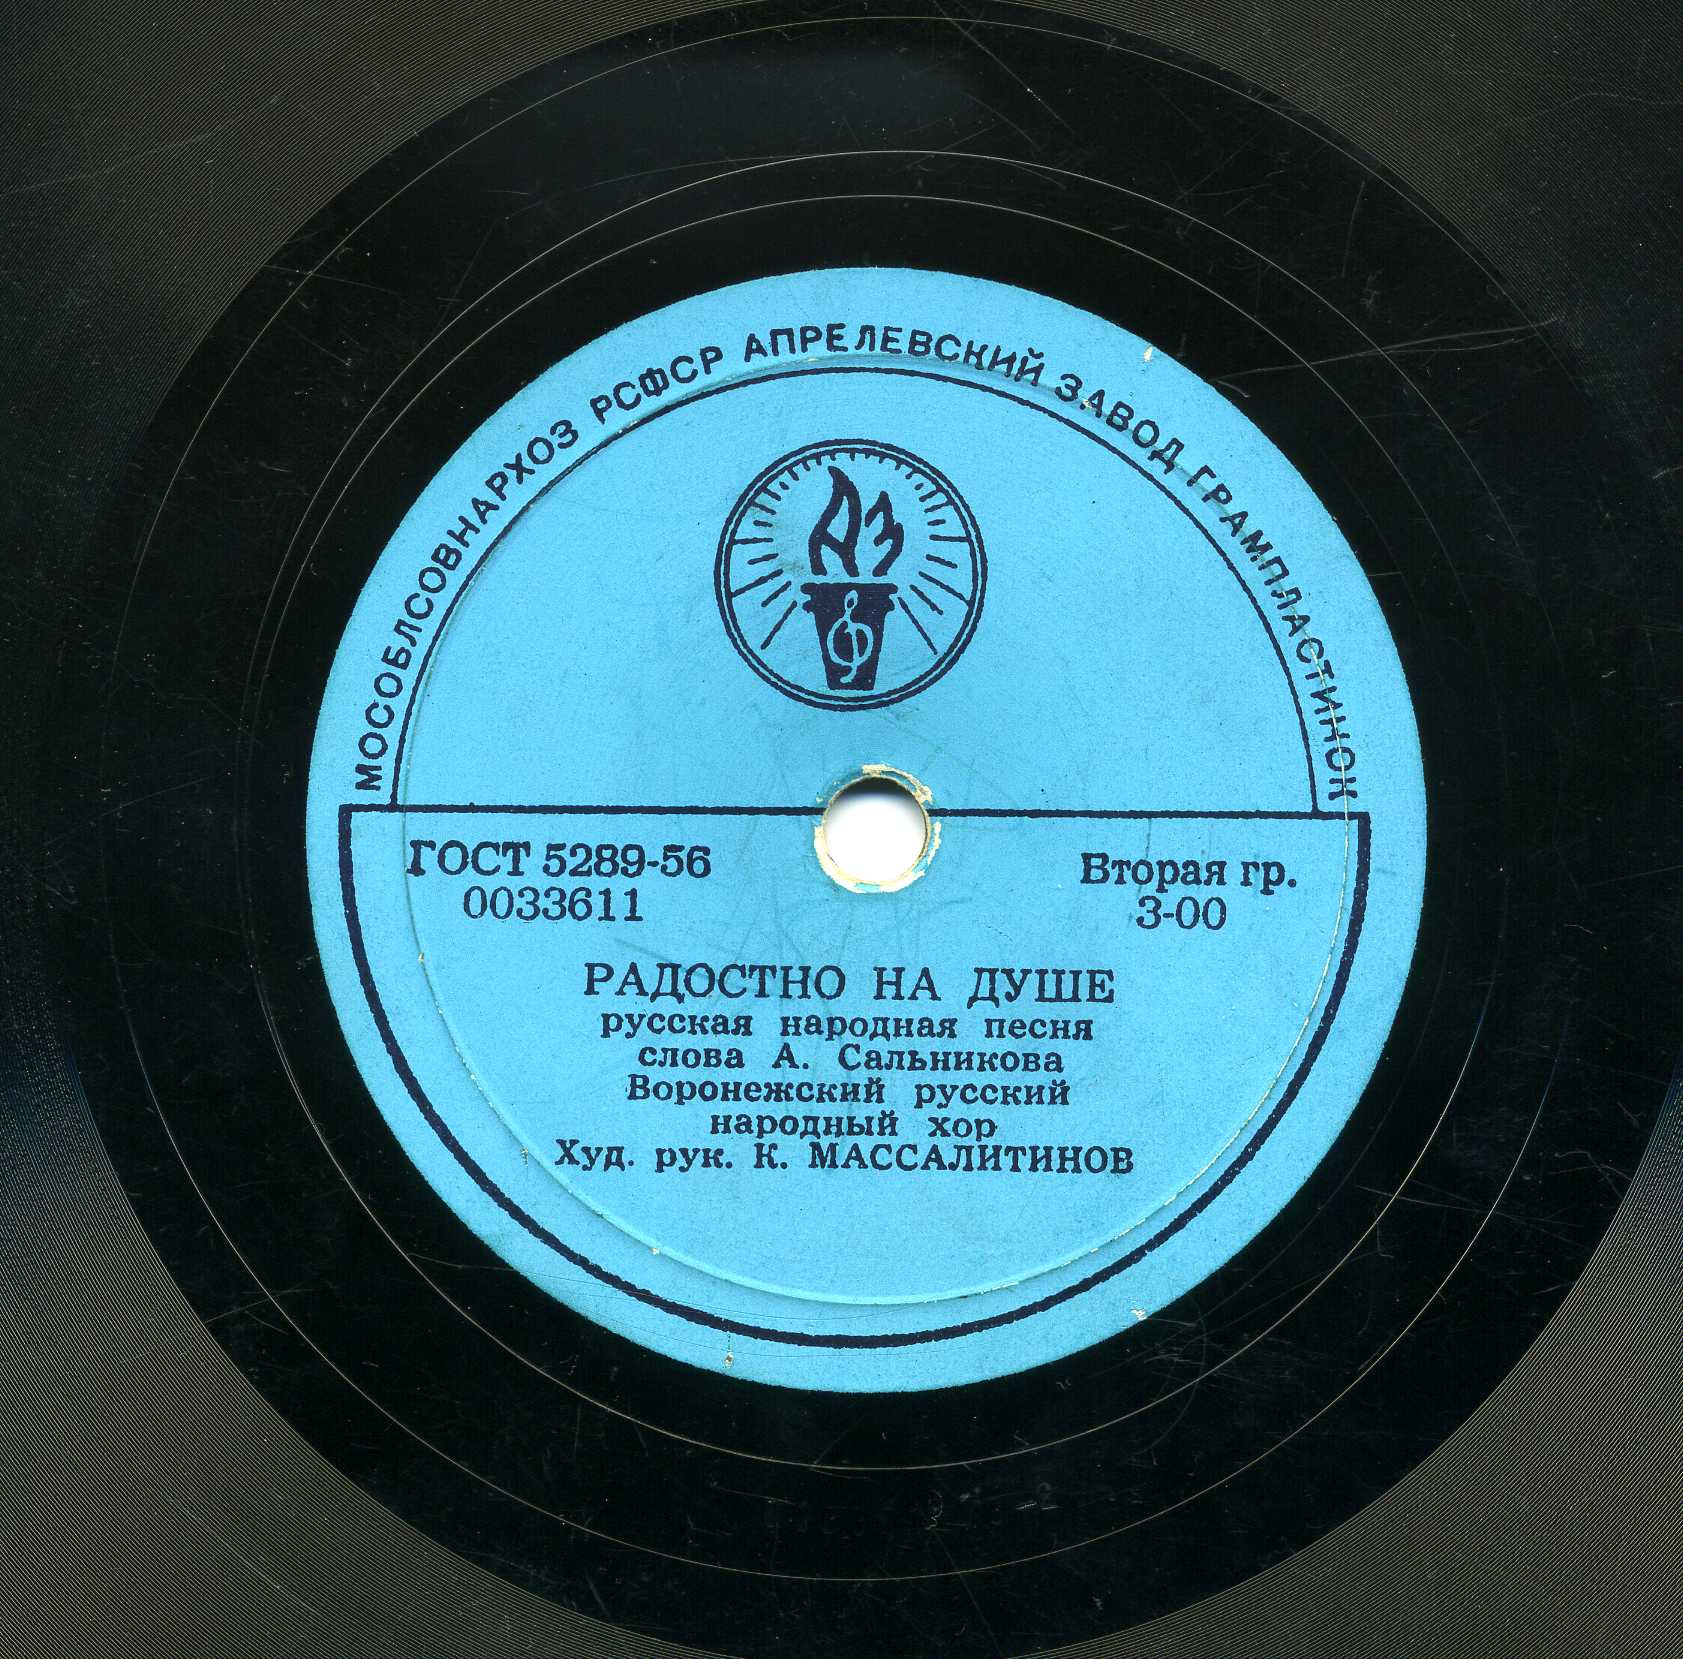 МОСОБЛСОВНАРХОЗ РСФСР АПРЕЛЕВСКИЙ ЗАВОД ГРАМПЛАСТИНОК
АЗ
ГОСТ 5289-56
0033611
Вторая гр.
3-00
РАДОСТНО НА ДУШЕ
русская народная песня
слова А. Сальникова
Воронежский русский
народный хор
Худ. рук. К. МАССАЛИТИНОВ